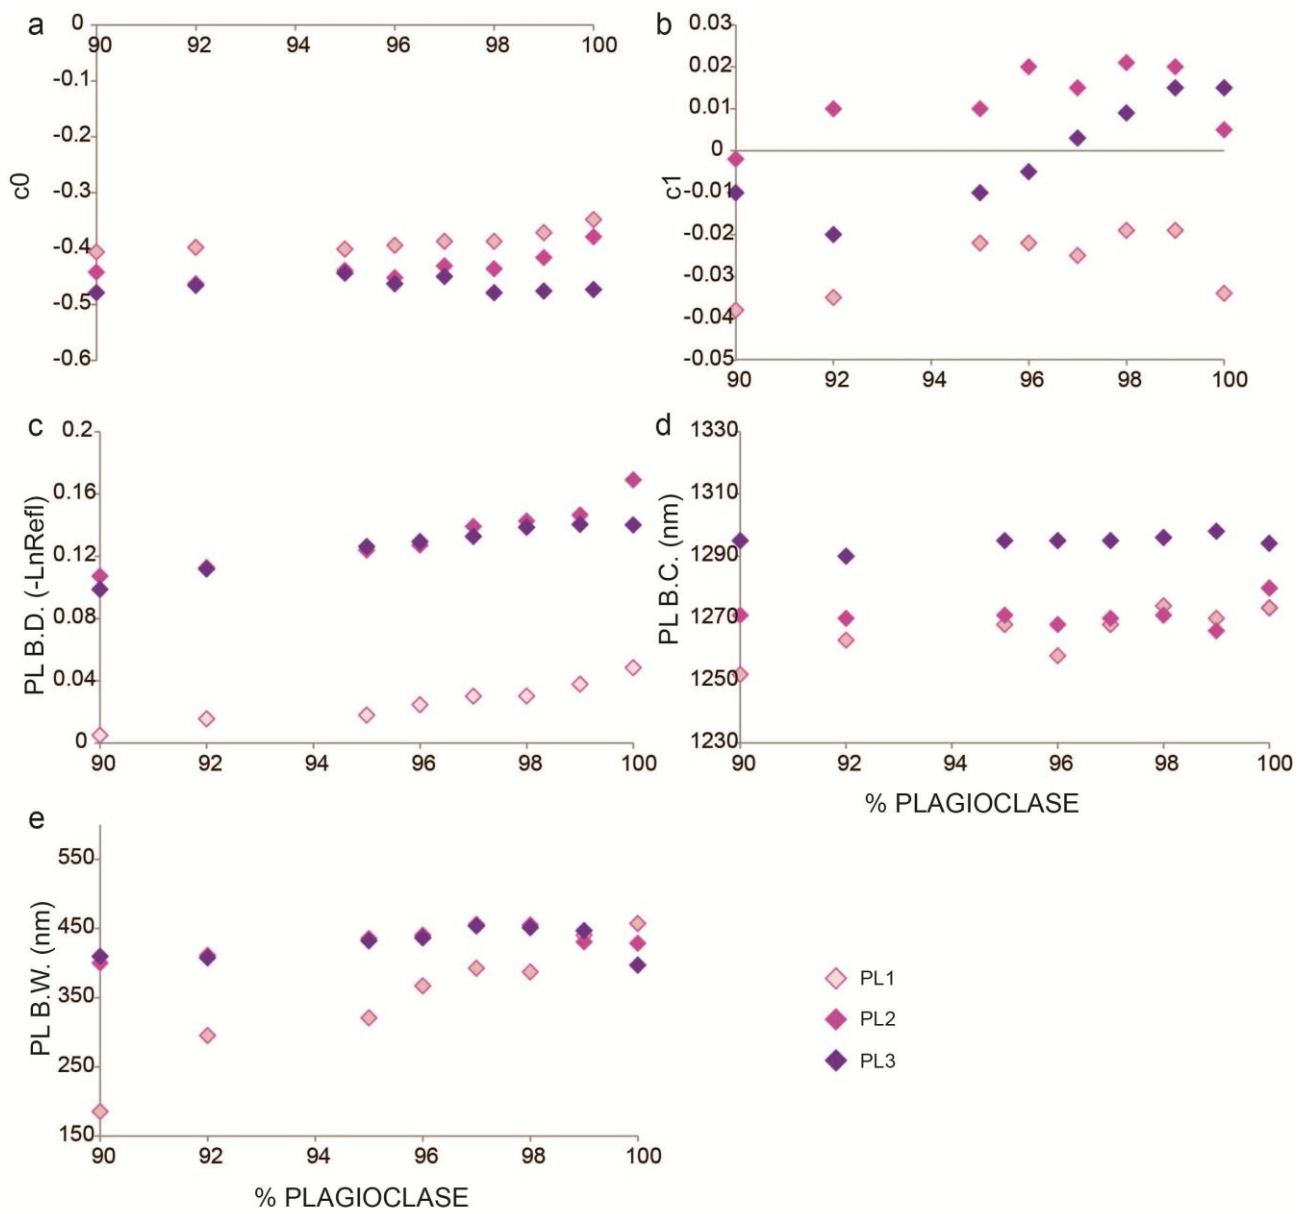 a
0
90 92 94 96 98 100
-0.1
-0.2
-0.3
-0.4
-0.5
-0.6
c0
b
0.03
0.02
0.01
0
-0.01
-0.02
-0.03
-0.04
-0.05
c1
90 92 94 96 98 100
c
0.2
0.16
0.12
0.08
0.04
0
PL B.D. (-LnRefl)
90 92 94 96 98 100
d
1330
1310
1290
1270
1250
1230
PL B.C. (nm)
90 92 94 96 98 100
% PLAGIOCLASE
e
550
450
350
250
150
PL B.W. (nm)
90 92 94 96 98 100
% PLAGIOCLASE
PL1
PL2
PL3